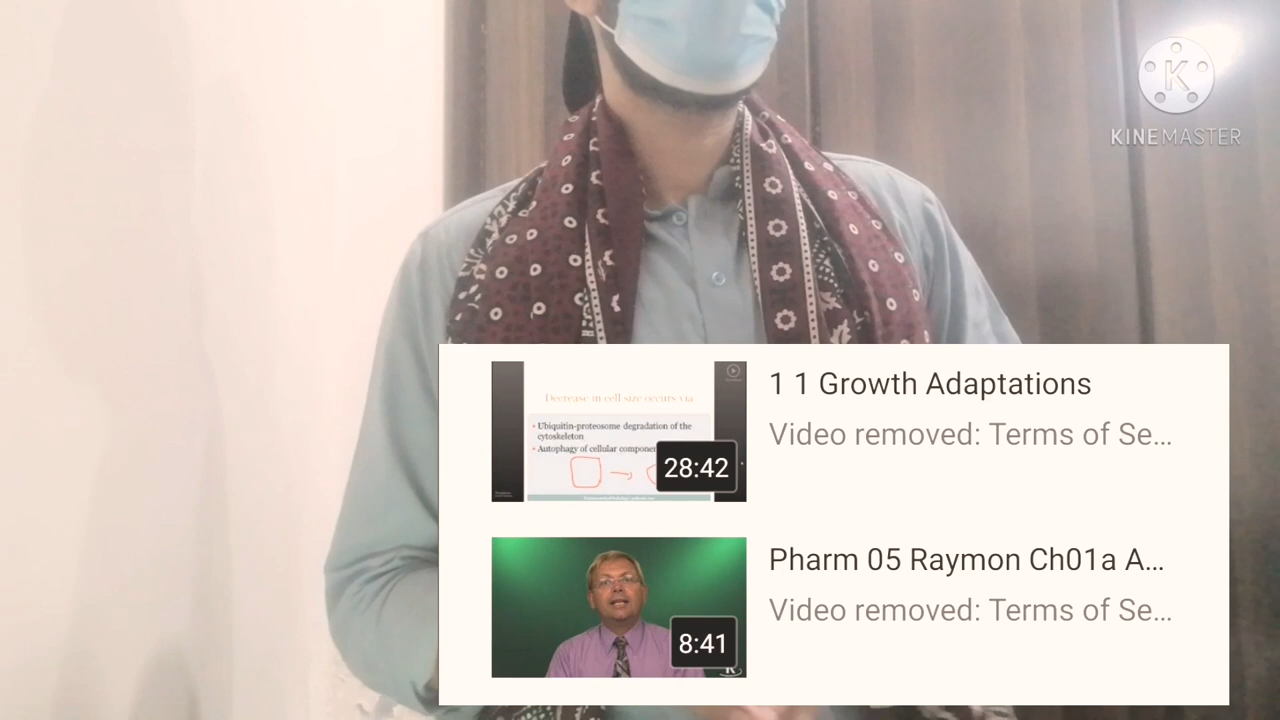 KINEMASTER
1 1 Growth Adaptations
Video removed: Terms of Se...
Decrease in cell size occurs via
• Ubiquitin-proteosome degradation of the
cytoskeleton
• Autophagy of cellular
28:42
Pharm 05 Raymon Ch01a A...
Video removed: Terms of Se...
8:41